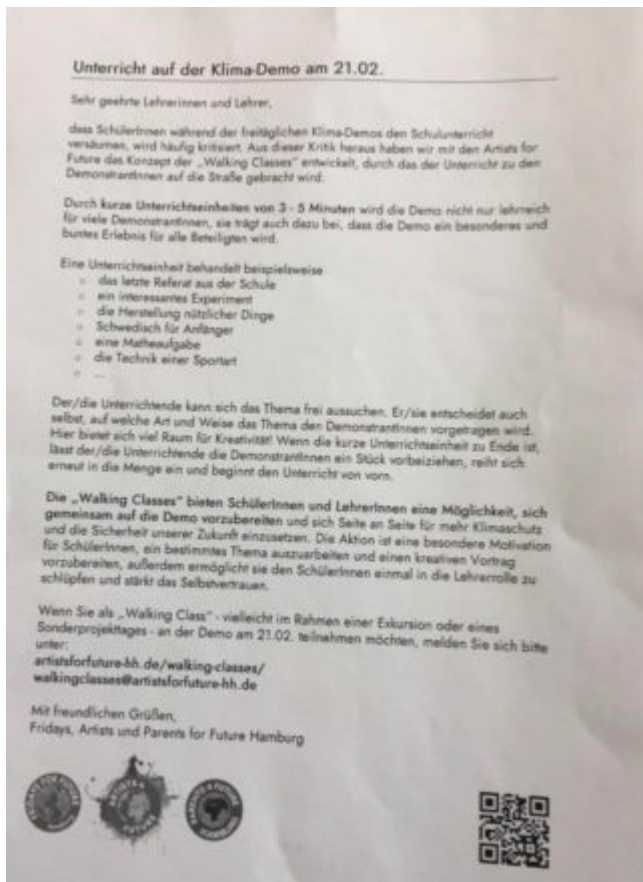 Unterricht auf der Klima-Demo am 21.02.
Sehr geehrte Lehrerinnen und Lehrer,
dass SchülerInnen während der freitäglichen Klima-Demos den Schulunterricht
versäumen, wird häufig kritisiert. Aus dieser Kritik heraus haben wir mit den Artists for
Future das Konzept der „Walking Classes" entwickelt, durch das der Unterricht zu den
DemonstrantInnen auf die Straße gebracht wird.
Durch kurze Unterrichtseinheiten von 3 - 5 Minuten wird die Demo nicht nur lehrreich
für viele DemonstrantInnen, sie trägt auch dazu bei, dass die Demo ein besonderes und
buntes Erlebnis für alle Beteiligten wird.
Eine Unterrichtseinheit behandelt beispielsweise
○ das letzte Referat aus der Schule
○ ein interessantes Experiment
○ die Herstellung nützlicher Dinge
○ Schwedisch für Anfänger
○ eine Matheaufgabe
○ die Technik einer Sportart
○ ...
Der/die Unterrichtende kann sich das Thema frei aussuchen. Er/sie entscheidet auch
selbst, auf welche Art und Weise das Thema den DemonstrantInnen vorgetragen wird.
Hier bietet sich viel Raum für Kreativität! Wenn die kurze Unterrichtseinheit zu Ende ist,
lässt der/die Unterrichtende die DemonstrantInnen ein Stück vorbeiziehen, reiht sich
erneut in die Menge ein und beginnt den Unterricht von vorn.
Die „Walking Classes" bieten SchülerInnen und LehrerInnen eine Möglichkeit, sich
gemeinsam auf die Demo vorzubereiten und sich Seite an Seite für mehr Klimaschutz
und die Sicherheit unserer Zukunft einzusetzen. Die Aktion ist eine besondere Motivation
für SchülerInnen, ein bestimmtes Thema auszuarbeiten und einen kreativen Vortrag
vorzubereiten, außerdem ermöglicht sie den SchülerInnen einmal in die Lehrerrolle zu
schlüpfen und stärkt das Selbstvertrauen.
Wenn Sie als „Walking Class" - vielleicht im Rahmen einer Exkursion oder eines
Sonderprojekttages - an der Demo am 21.02. teilnehmen möchten, melden Sie sich bitte
unter:
artistsforfuture-hh.de/walking-classes/
walkingclasses@artistsforfuture-hh.de
Mit freundlichen Grüßen,
Fridays, Artists und Parents for Future Hamburg
ARTISTS 4
FUTURE